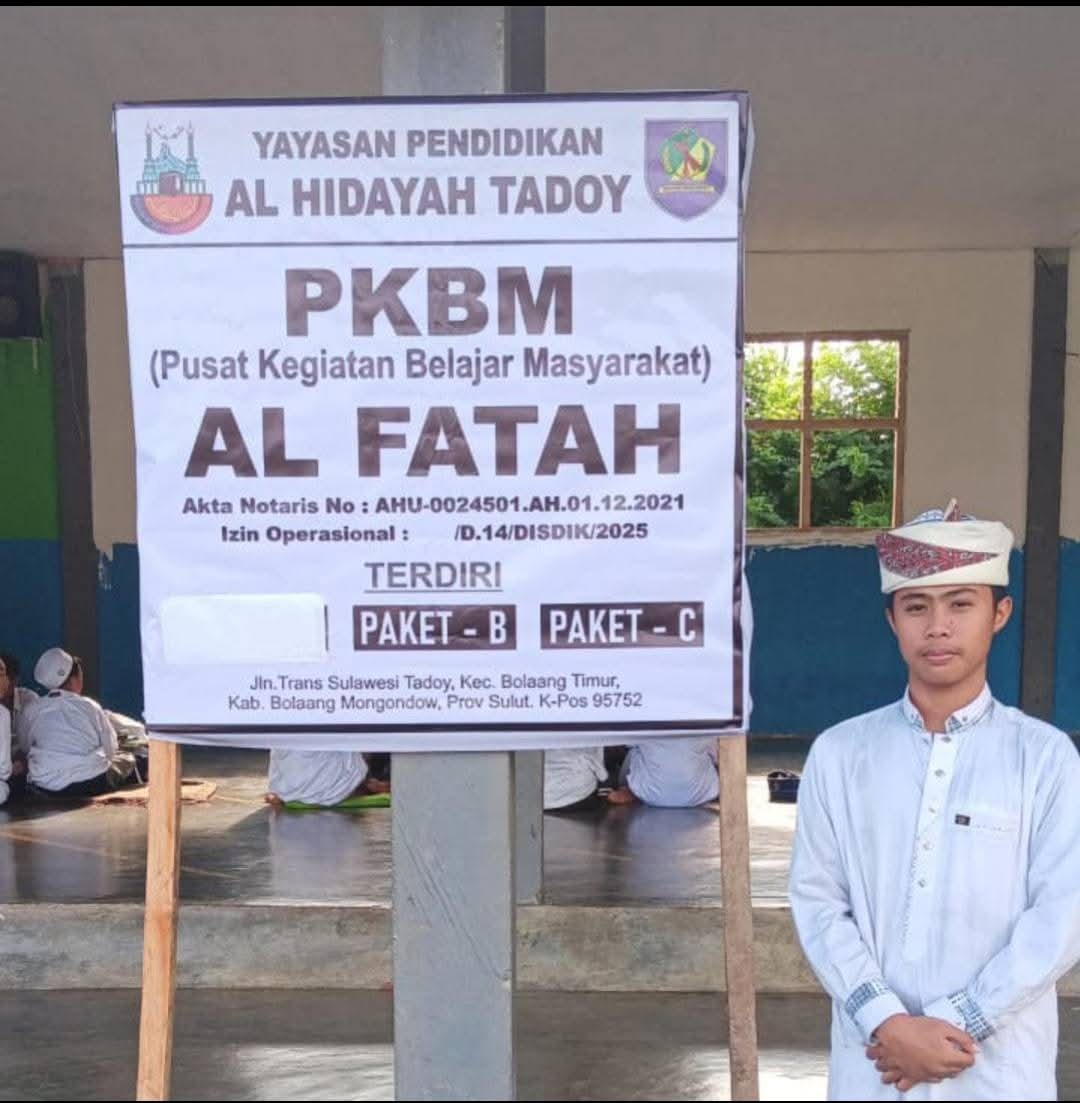 YAYASAN PENDIDIKAN
AL HIDAYAH TADOY
PKBM
(Pusat Kegiatan Belajar Masyarakat)
AL FATAH
Akta Notaris No : AHU-0024501.AH.01.12.2021
Izin Operasional : /D.14/DISDIK/2025
TERDIRI
PAKET - B PAKET - C
Jln.Trans Sulawesi Tadoy, Kec. Bolaang Timur,
Kab. Bolaang Mongondow, Prov Sulut. K-Pos 95752